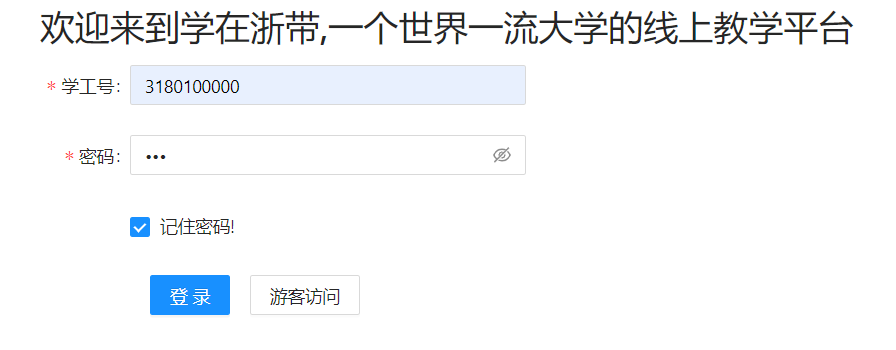 欢迎来到学在浙带,一个世界一流大学的线上教学平台
* 学工号: 3180100000
* 密码: •••
记住密码!
登 录 游客访问